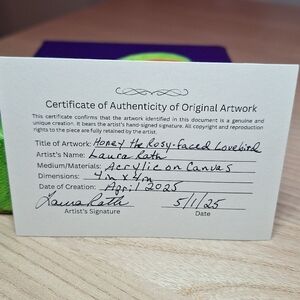 Certificate of Authenticity of Original Artwork
This certificate confirms that the artwork identified in this document is a genuine and
unique creation. It bears the artist's hand-signed signature. All copyright and reproduction
rights to the piece are fully retained by the artist.
Title of Artwork: Honey the Rosy-Faced Lovebird
Artist's Name: Laura Rath
Medium/Materials: Acrylic on Canvas
Dimensions: 4in x 4in
Date of Creation: April 2025
Laura Rath 5/1/25
Artist's Signature Date